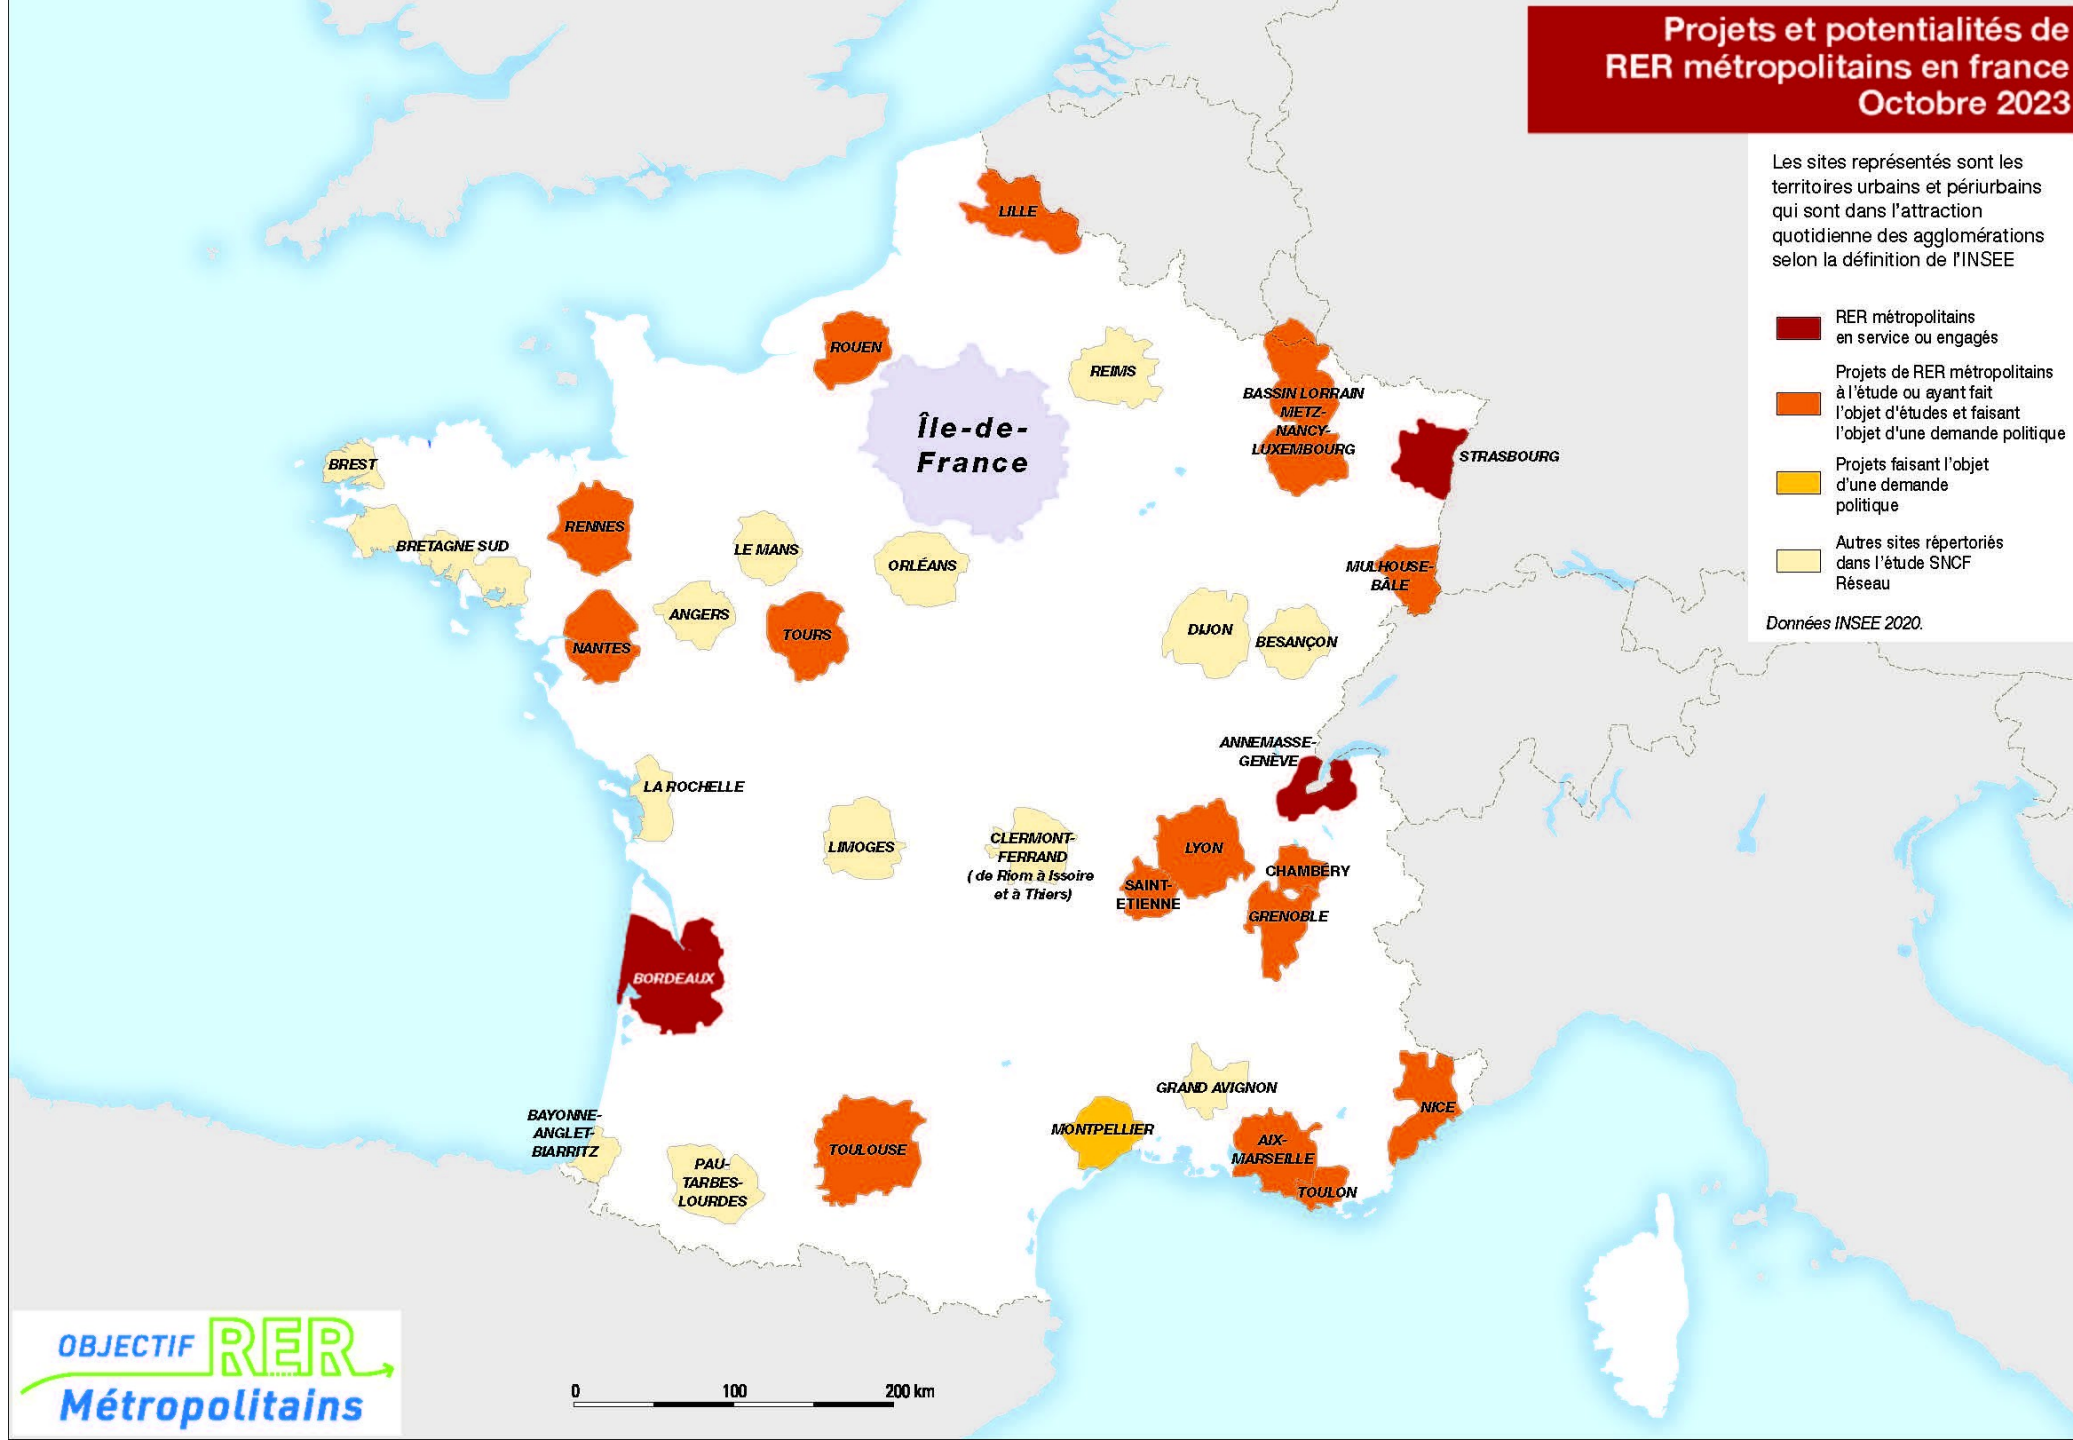 Projets et potentialités de
RER métropolitains en france
Octobre 2023
Les sites représentés sont les
territoires urbains et périurbains
qui sont dans l'attraction
quotidienne des agglomérations
selon la définition de l'INSEE
RER métropolitains
en service ou engagés
Projets de RER métropolitains
à l'étude ou ayant fait
l'objet d'études et faisant
l'objet d'une demande politique
Projets faisant l'objet
d'une demande
politique
Autres sites répertoriés
dans l'étude SNCF
Réseau
Données INSEE 2020.
LILLE
ROUEN
REIMS
Île-de-
France
BASSIN LORRAIN
METZ-
NANCY-
LUXEMBOURG
STRASBOURG
BREST
BRETAGNE SUD
RENNES
LE MANS
ORLÉANS
MULHOUSE-
BÂLE
ANGERS
NANTES
TOURS
DIJON
BESANÇON
ANNEMASSE-
GENÈVE
LA ROCHELLE
LIMOGES
CLERMONT-
FERRAND
( de Riom à Issoire
et à Thiers)
LYON
SAINT-
ETIENNE
CHAMBÉRY
GRENOBLE
BORDEAUX
GRAND AVIGNON
NICE
BAYONNE-
ANGLET-
BIARRITZ
PAU-
TARBES-
LOURDES
TOULOUSE
MONTPELLIER
AIX-
MARSEILLE
TOULON
OBJECTIF RER
Métropolitains
0 100 200 km